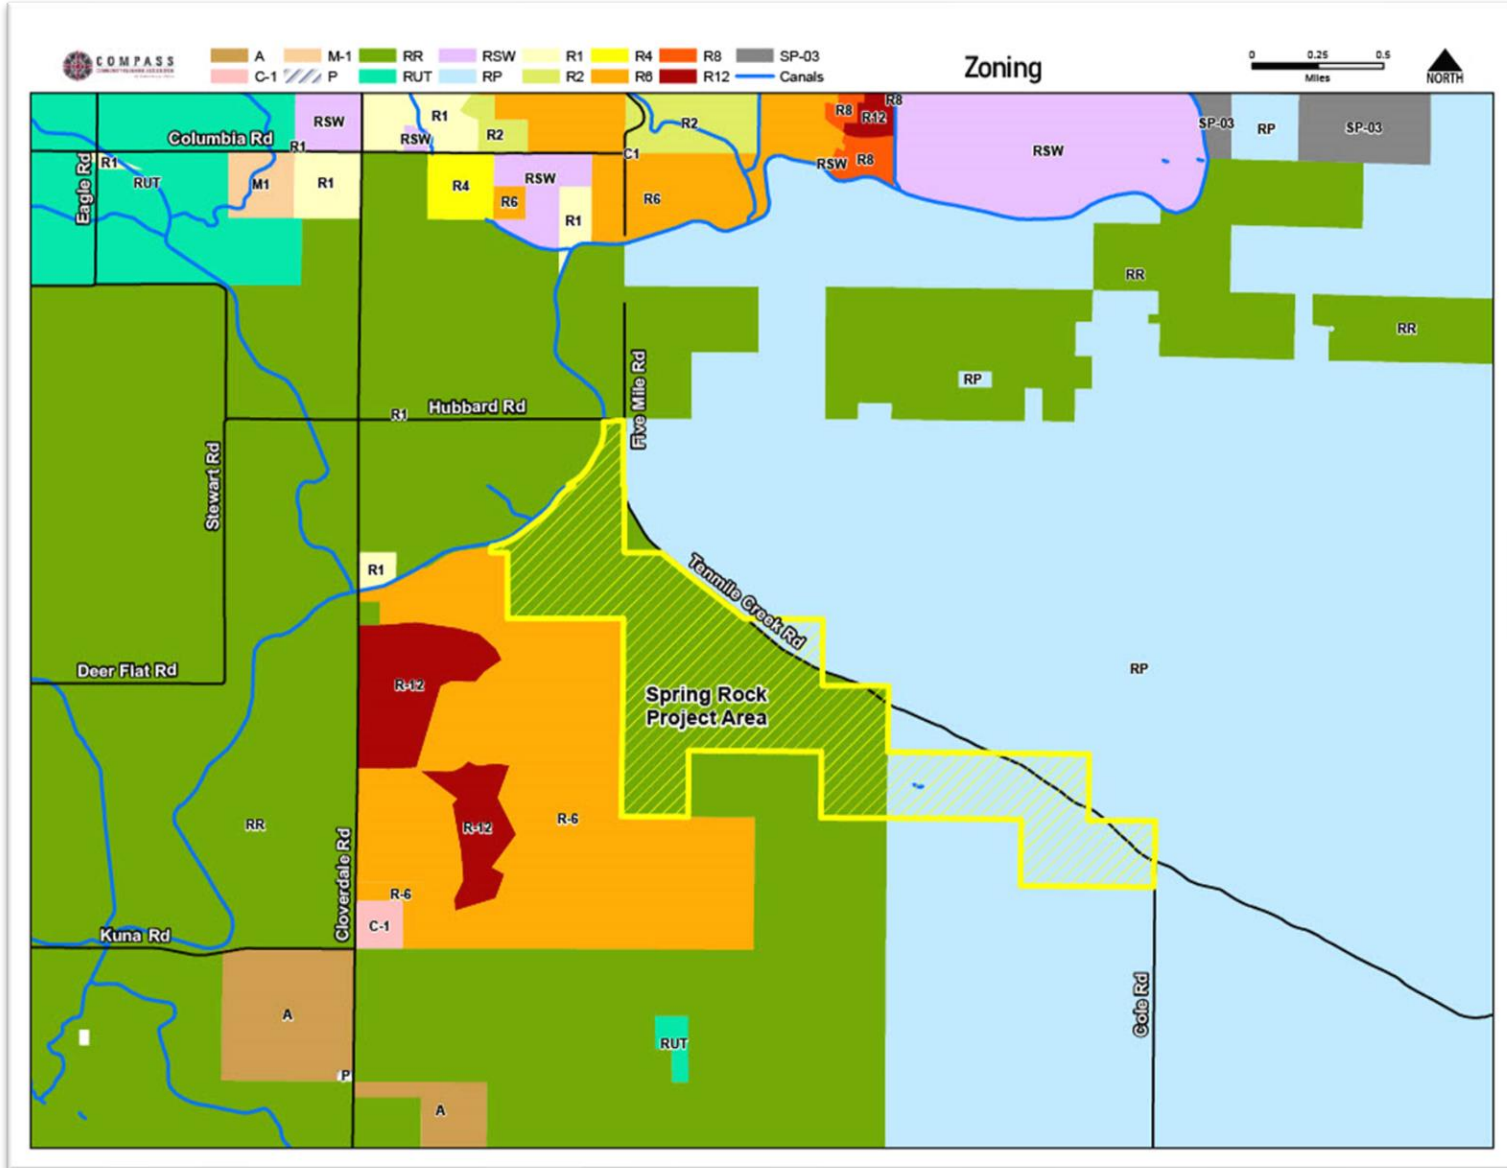 COMPASS
A
M-1
RR
RSW
R1
R4
R8
SP-03
C-1
P
RUT
RP
R2
R6
R12
Canals
Zoning
0 0.25 0.5
Miles
NORTH
RSW
R1
R8
R8
R12
SP-03
RP
SP-03
Columbia Rd
R1
RSW
R2
R2
C1
RSW
R8
RSW
Eagle Rd
R1
RUT
M1
R1
R4
RSW
R6
R1
R6
RR
RR
Five Mile Rd
RP
Hubbard Rd
R1
Stewart Rd
R1
Tenmile Creek Rd
Deer Flat Rd
R-12
Spring Rock
Project Area
RP
RR
R-12
R-6
Cloverdale Rd
R-6
C-1
Kuna Rd
A
RUT
Cole Rd
P
A